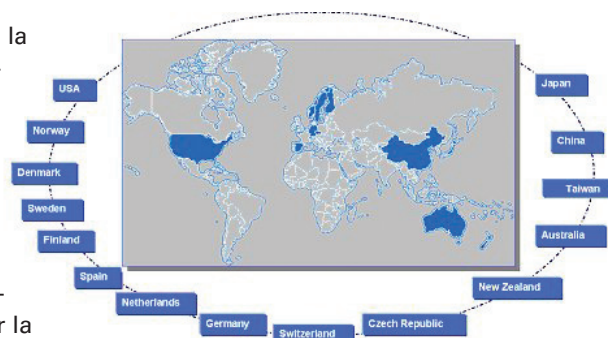 la
USA
Norway
Denmark
Sweden
Finland
Spain
Netherlands
Germany
Switzerland
Czech Republic
New Zealand
Australia
Taiwan
China
Japan
r la